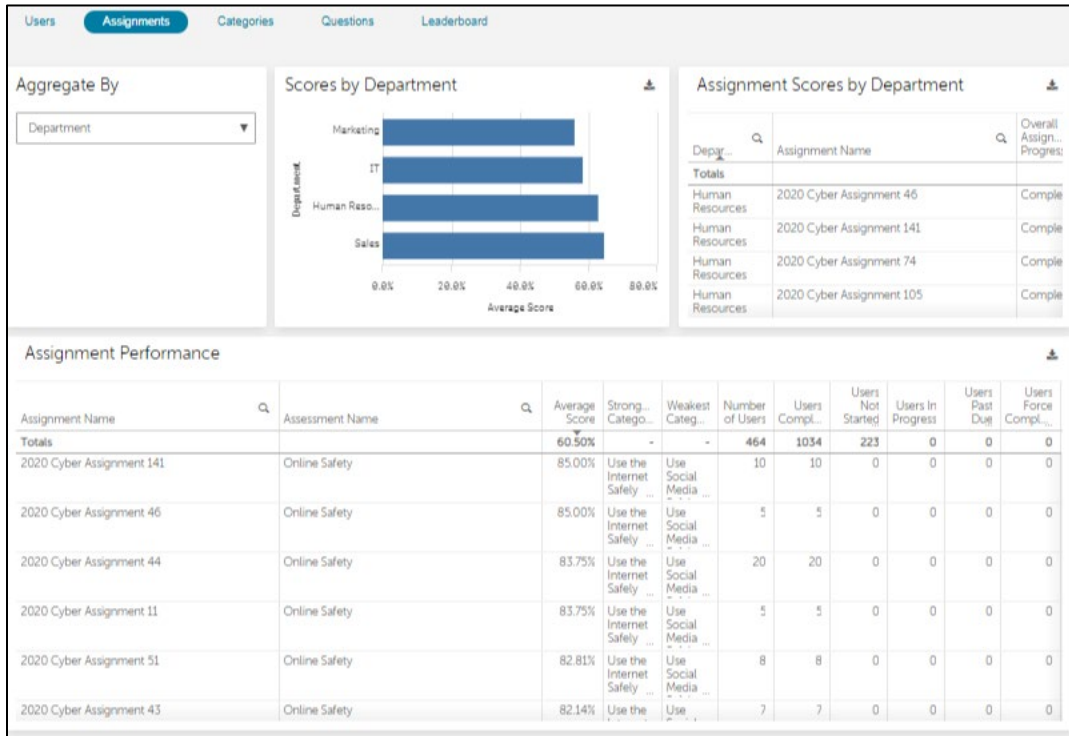 Users Assignments Categories Questions Leaderboard
Aggregate By
Department
Scores by Department
Department
Marketing
IT
Human Reso...
Sales
0.0% 20.0% 40.0% 60.0% 80.0%
Average Score
Assignment Scores by Department
Depar... Assignment Name Overall Assign... Progres
Totals
Human Resources 2020 Cyber Assignment 46 Comple
Human Resources 2020 Cyber Assignment 141 Comple
Human Resources 2020 Cyber Assignment 74 Comple
Human Resources 2020 Cyber Assignment 105 Comple
Assignment Performance
Assignment Name Assessment Name Average Score Strong... Catego... Weakest Categ... Number of Users Users Compl... Users Not Started Users In Progress Users Past Due Users Force Compl...
Totals 60.50% - - 464 1034 223 0 0 0
2020 Cyber Assignment 141 Online Safety 85.00% Use the Internet Safely ... Use Social Media ... 10 10 0 0 0 0
2020 Cyber Assignment 46 Online Safety 85.00% Use the Internet Safely ... Use Social Media ... 5 5 0 0 0 0
2020 Cyber Assignment 44 Online Safety 83.75% Use the Internet Safely ... Use Social Media ... 20 20 0 0 0 0
2020 Cyber Assignment 11 Online Safety 83.75% Use the Internet Safely ... Use Social Media ... 5 5 0 0 0 0
2020 Cyber Assignment 51 Online Safety 82.81% Use the Internet Safely ... Use Social Media ... 8 8 0 0 0 0
2020 Cyber Assignment 43 Online Safety 82.14% Use the Use 7 7 0 0 0 0